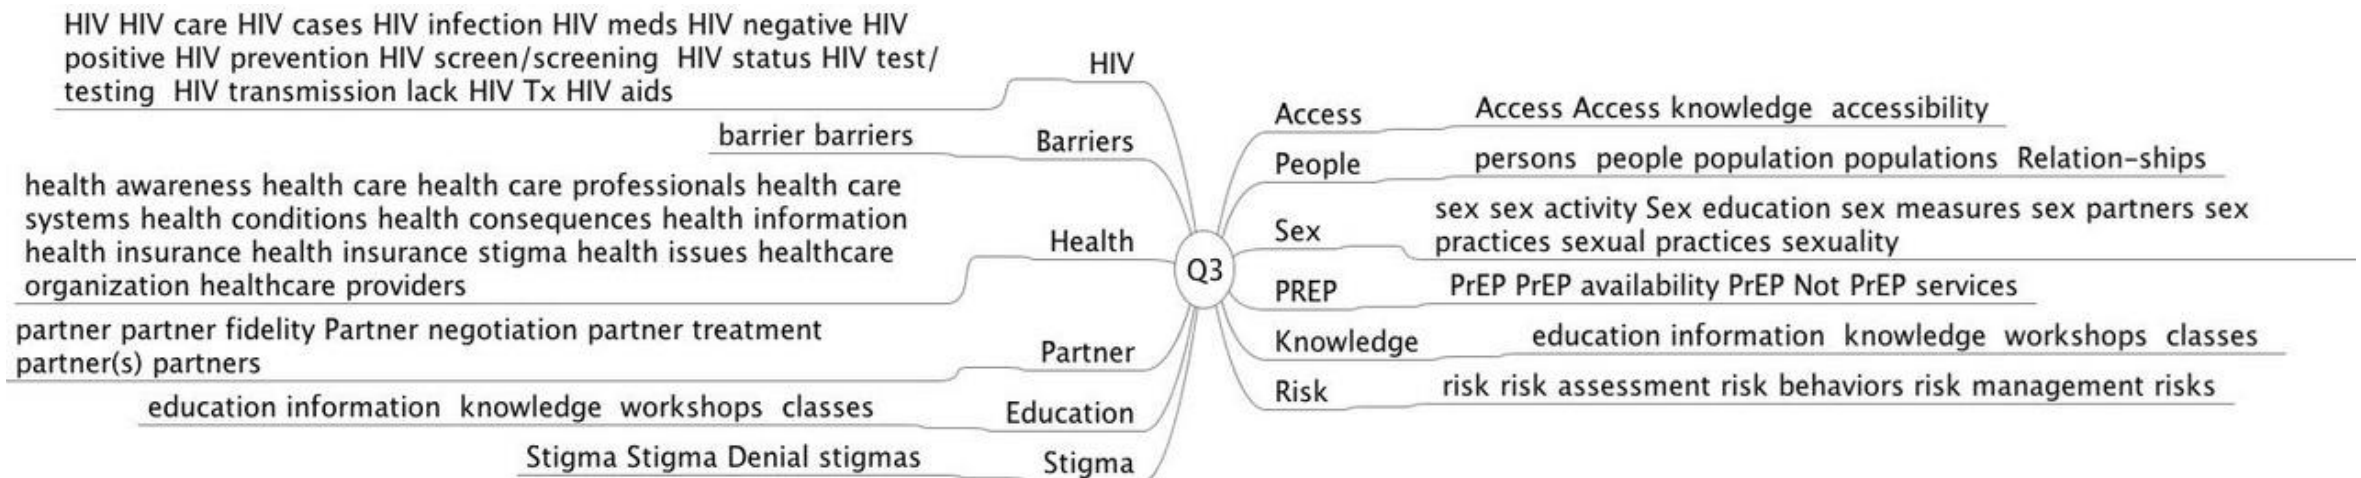 HIV HIV care HIV cases HIV infection HIV meds HIV negative HIV
positive HIV prevention HIV screen/screening HIV status HIV test/
testing HIV transmission lack HIV Tx HIV aids
HIV
barrier barriers
Barriers
health awareness health care health care professionals health care
systems health conditions health consequences health information
health insurance health insurance stigma health issues healthcare
organization healthcare providers
Health
partner partner fidelity Partner negotiation partner treatment
partner(s) partners
Partner
education information knowledge workshops classes
Education
Stigma Stigma Denial stigmas
Stigma
Q3
Access
Access Access knowledge accessibility
People
persons people population populations Relation-ships
Sex
sex sex activity Sex education sex measures sex partners sex
practices sexual practices sexuality
PREP
PrEP PrEP availability PrEP Not PrEP services
Knowledge
education information knowledge workshops classes
Risk
risk risk assessment risk behaviors risk management risks